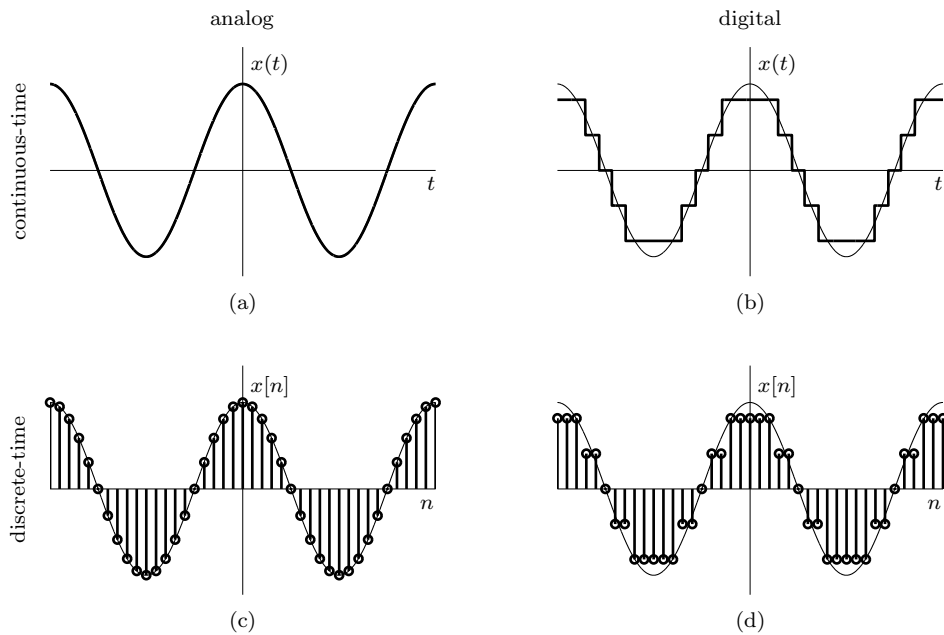 analog
digital
continuous-time
x(t)
t
(a)
x(t)
t
(b)
discrete-time
x[n]
n
(c)
x[n]
n
(d)